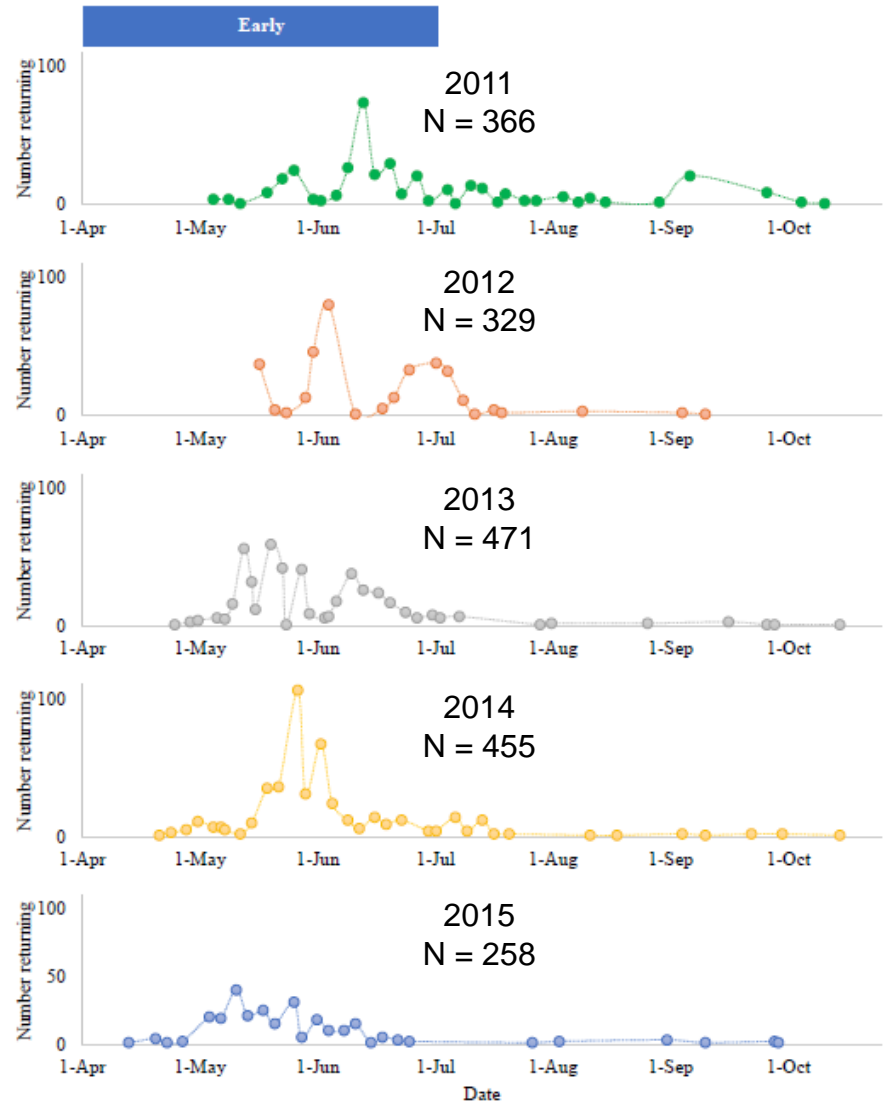 Early
Number returning
100
0
2011
N = 366
1-Apr 1-May 1-Jun 1-Jul 1-Aug 1-Sep 1-Oct
Number returning
100
0
2012
N = 329
1-Apr 1-May 1-Jun 1-Jul 1-Aug 1-Sep 1-Oct
Number returning
100
0
2013
N = 471
1-Apr 1-May 1-Jun 1-Jul 1-Aug 1-Sep 1-Oct
Number returning
100
0
2014
N = 455
1-Apr 1-May 1-Jun 1-Jul 1-Aug 1-Sep 1-Oct
Number returning
100
50
0
2015
N = 258
1-Apr 1-May 1-Jun 1-Jul 1-Aug 1-Sep 1-Oct
Date